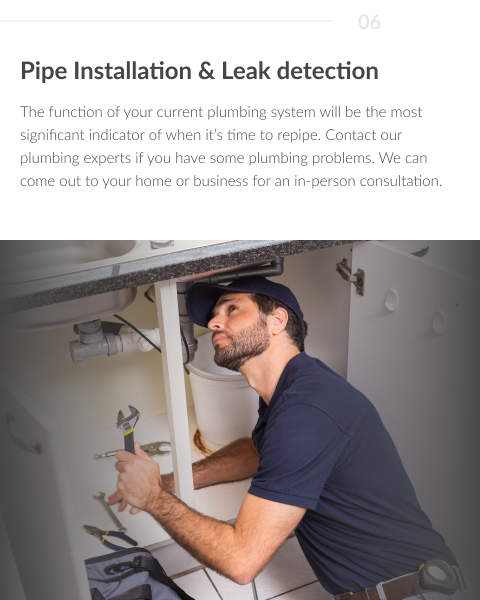 06
Pipe Installation & Leak detection
The function of your current plumbing system will be the most
significant indicator of when it's time to repipe. Contact our
plumbing experts if you have some plumbing problems. We can
come out to your home or business for an in-person consultation.